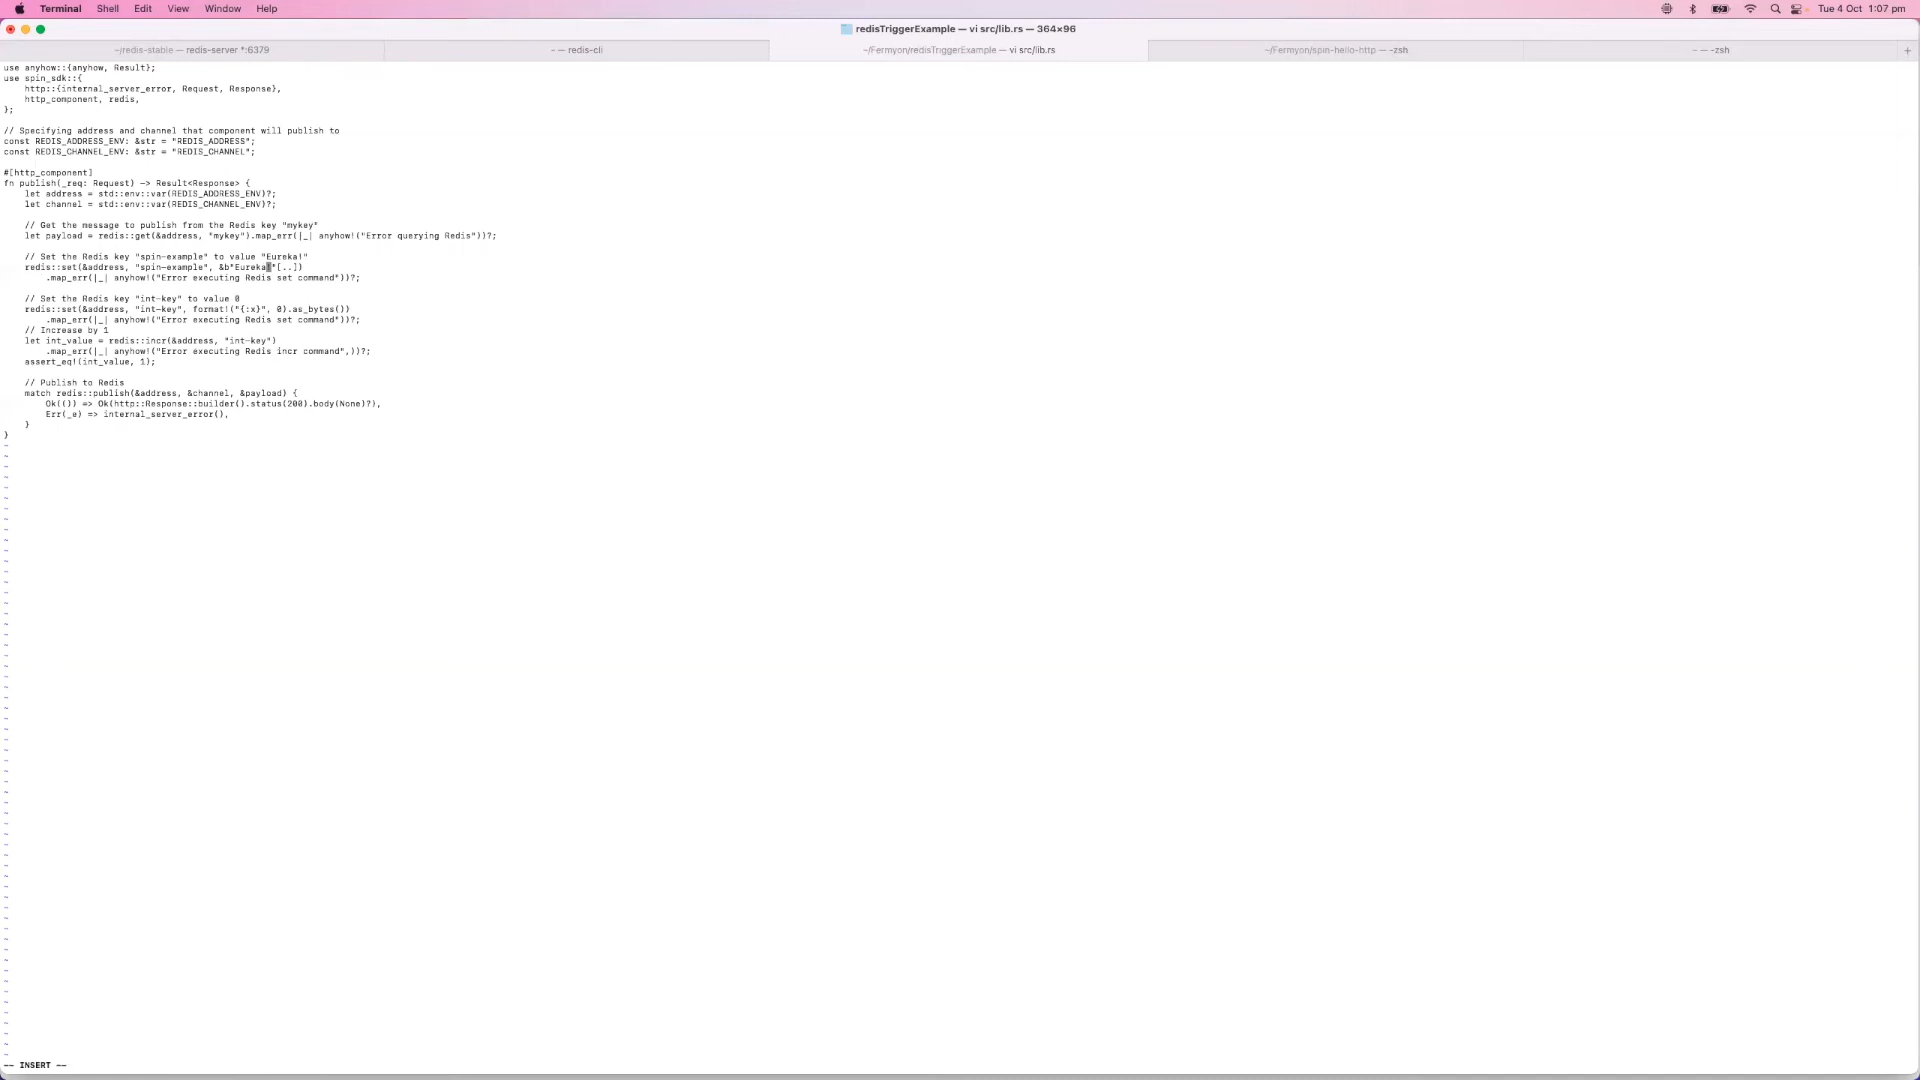 Terminal Shell Edit View Window Help Tue 4 Oct 1:07 pm
redisTriggerExample — vi src/lib.rs — 364×96
~/redis-stable — redis-server *:6379 ~ — redis-cli ~/Fermyon/redisTriggerExample — vi src/lib.rs ~/Fermyon/spin-hello-http — -zsh ~ — -zsh +
use anyhow::{anyhow, Result};
use spin_sdk::{
    http::{internal_server_error, Request, Response},
    http_component, redis,
};

// Specifying address and channel that component will publish to
const REDIS_ADDRESS_ENV: &str = "REDIS_ADDRESS";
const REDIS_CHANNEL_ENV: &str = "REDIS_CHANNEL";

#[http_component]
fn publish(_req: Request) -> Result<Response> {
    let address = std::env::var(REDIS_ADDRESS_ENV)?;
    let channel = std::env::var(REDIS_CHANNEL_ENV)?;

    // Get the message to publish from the Redis key "mykey"
    let payload = redis::get(&address, "mykey").map_err(|_| anyhow!("Error querying Redis"))?;

    // Set the Redis key "spin-example" to value "Eureka!"
    redis::set(&address, "spin-example", &b"Eureka!"[..])
        .map_err(|_| anyhow!("Error executing Redis set command"))?;

    // Set the Redis key "int-key" to value 0
    redis::set(&address, "int-key", format!("{:x}", 0).as_bytes())
        .map_err(|_| anyhow!("Error executing Redis set command"))?;
    // Increase by 1
    let int_value = redis::incr(&address, "int-key")
        .map_err(|_| anyhow!("Error executing Redis incr command",))?;
    assert_eq!(int_value, 1);

    // Publish to Redis
    match redis::publish(&address, &channel, &payload) {
        Ok(()) => Ok(http::Response::builder().status(200).body(None)?),
        Err(_e) => internal_server_error(),
    }
}
-- INSERT --